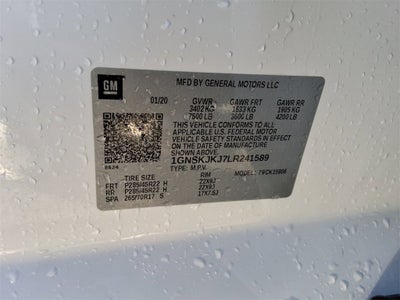 GM
MFD BY GENERAL MOTORS LLC
01/20 GVWR GAWR FRT GAWR RR
3402 KG 1633 KG 1905 KG
7500 LB 3600 LB 4200 LB
THIS VEHICLE CONFORMS TO ALL
APPLICABLE U.S. FEDERAL MOTOR
VEHICLE SAFETY STANDARDS IN
EFFECT ON THE DATE OF
MANUFACTURE SHOWN ABOVE.
1GNSKJKJ7LR241589
TYPE: M.P.V.
TIRE SIZE RIM
FRT P285/45R22 H 22X9J
RR P285/45R22 H 22X9J
SPA 265/70R17 S 17X7.5J